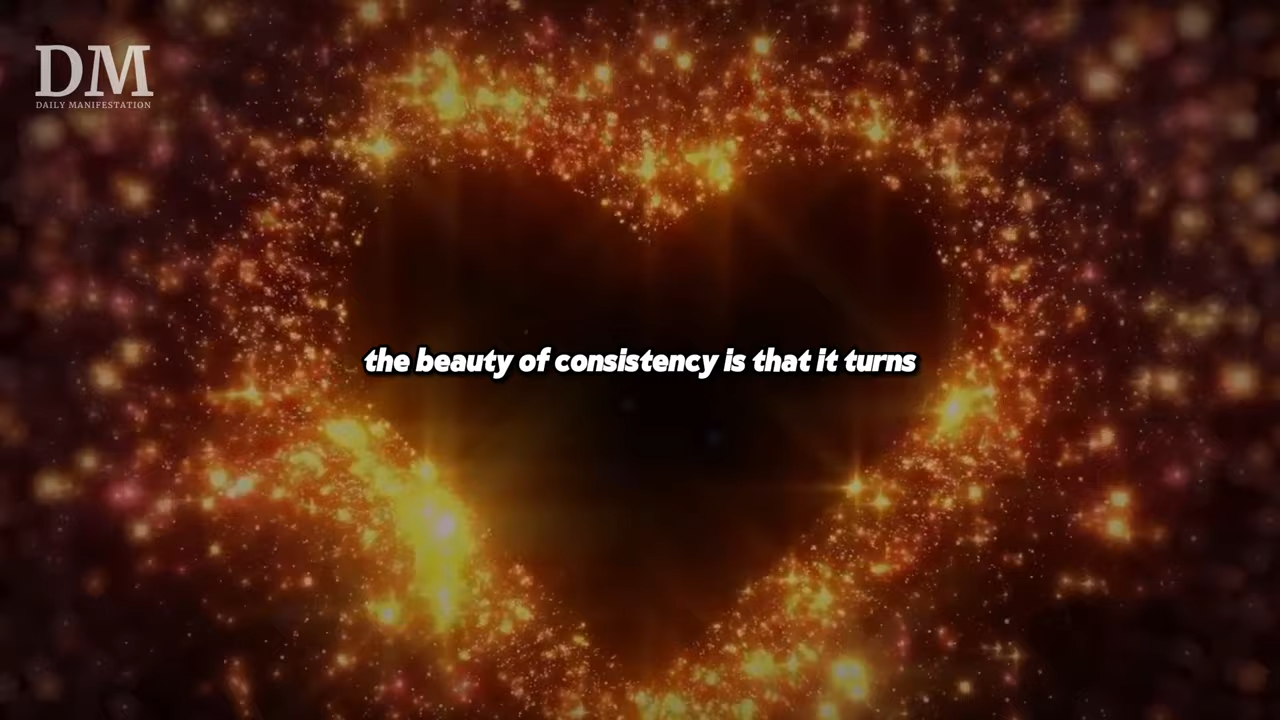 DM
DAILY MANIFESTATION
the beauty of consistency is that it turns